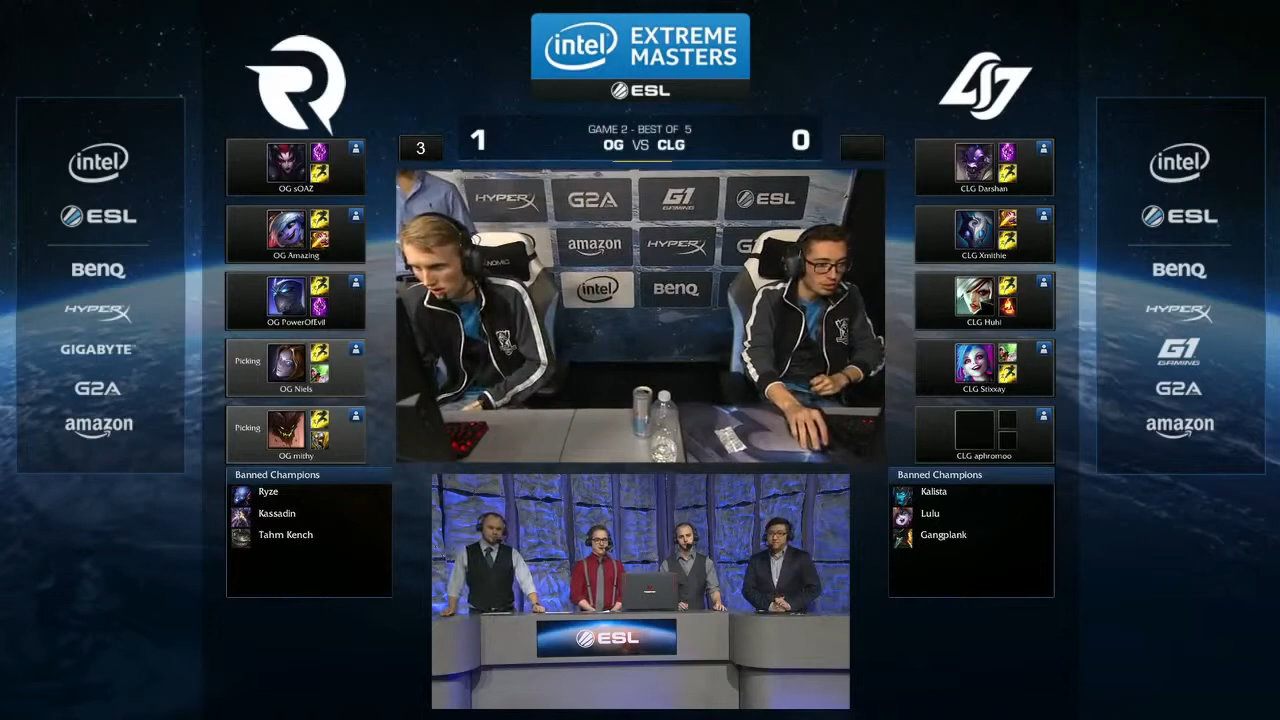 intel EXTREME
MASTERS
ESL
GAME 2 - BEST OF 5
1 OG VS CLG 0
3
intel
ESL
BENQ
HYPERX
GIGABYTE
G2A
amazon
OG sOAZ
OG Amazing
OG PowerOfEvil
Picking
OG Niels
Picking
OG mithy
Banned Champions
Ryze
Kassadin
Tahm Kench
HYPERX G2A G1 GAMING ESL
amazon HYPERX G2
intel BENQ
ESL
CLG Darshan
CLG Xmithie
CLG Huhi
CLG Stixxay
CLG aphromoo
Banned Champions
Kalista
Lulu
Gangplank
intel
ESL
BENQ
HYPERX
G1
GAMING
G2A
amazon